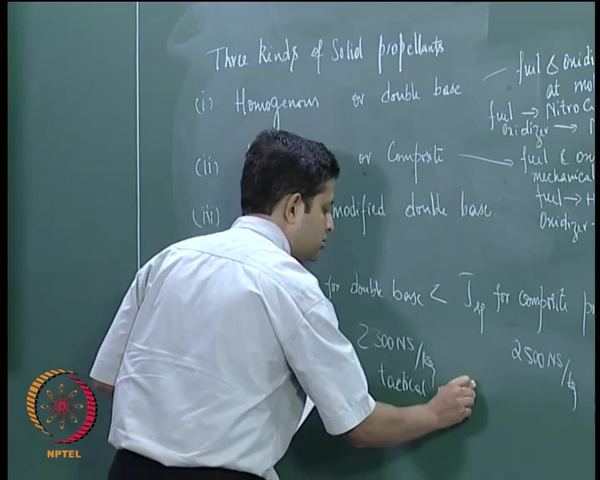 Three kinds of Solid propellants
(i) Homogenous or double base — fuel & Oxidi
at mo
fuel → Nitro C
Oxidizer → N
(ii) or Composite → fuel & ox
mechanical
fuel → H
(iii) modified double base. Oxidizer
for double base < Isp for composite p
2300 NS/kg 2500 NS/kg
tactical
NPTEL